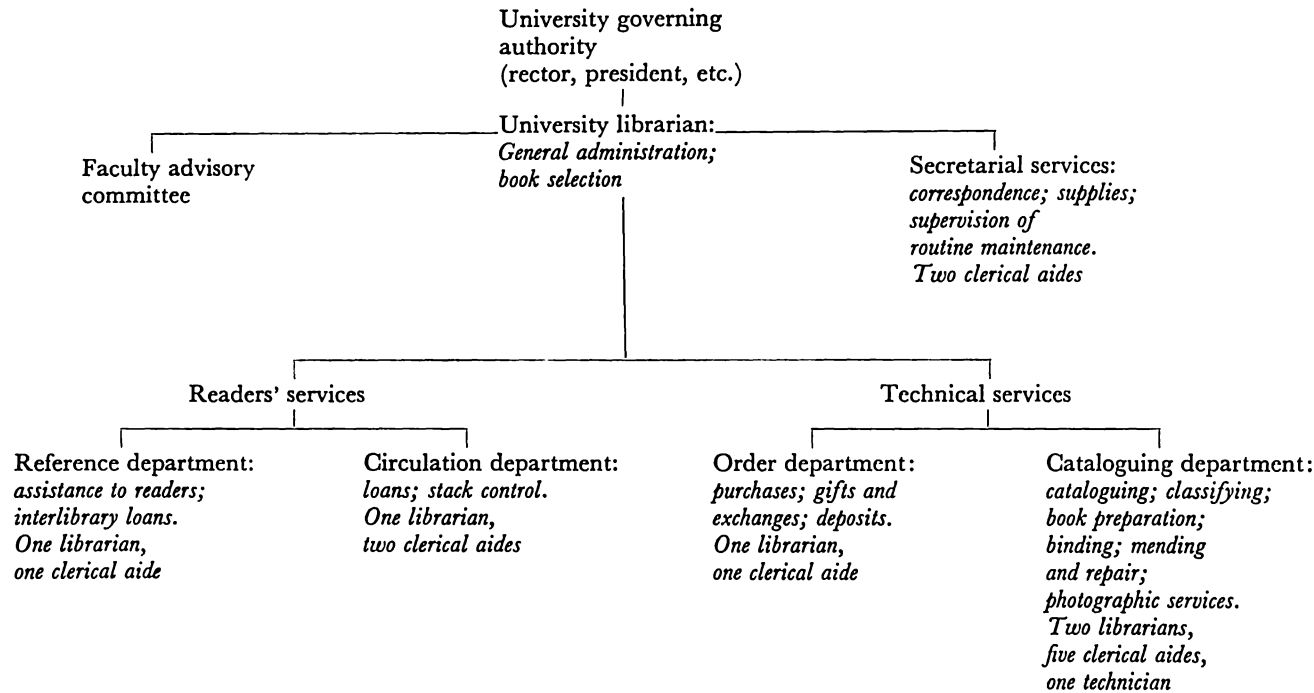 University governing
authority
(rector, president, etc.)
University librarian:
General administration;
book selection
Faculty advisory
committee
Secretarial services:
correspondence; supplies;
supervision of
routine maintenance.
Two clerical aides
Readers' services
Technical services
Reference department:
assistance to readers;
interlibrary loans.
One librarian,
one clerical aide
Circulation department:
loans; stack control.
One librarian,
two clerical aides
Order department:
purchases; gifts and
exchanges; deposits.
One librarian,
one clerical aide
Cataloguing department:
cataloguing; classifying;
book preparation;
binding; mending
and repair;
photographic services.
Two librarians,
five clerical aides,
one technician